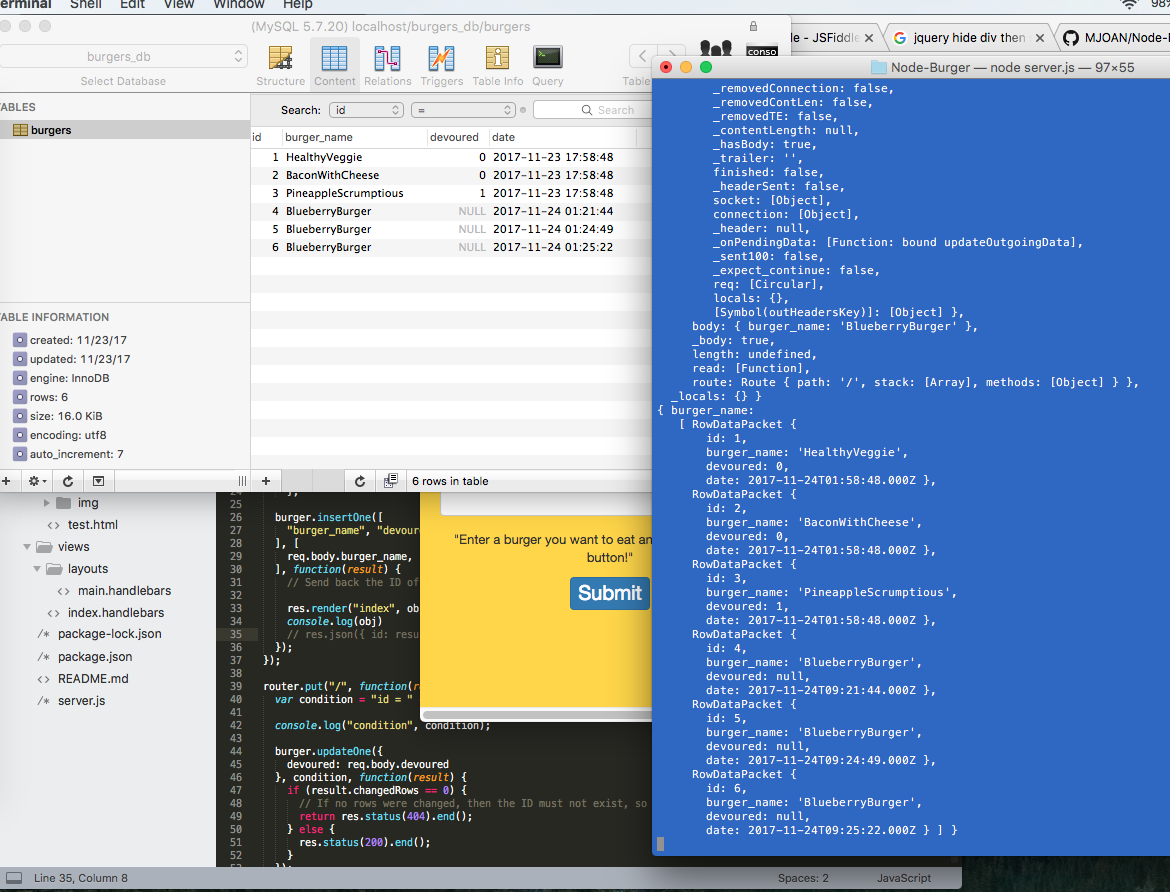 erminal Shell Edit View Window Help 98%
(MySQL 5.7.20) localhost/burgers_db/burgers
burgers_db
Select Database
Structure Content Relations Triggers Table Info Query Table
conso
le - JSFiddle
jquery hide div then
MJOAN/Node-
TABLES
burgers
Search: id = Search
id burger_name devoured date
1 HealthyVeggie 0 2017-11-23 17:58:48
2 BaconWithCheese 0 2017-11-23 17:58:48
3 PineappleScrumptious 1 2017-11-23 17:58:48
4 BlueberryBurger NULL 2017-11-24 01:21:44
5 BlueberryBurger NULL 2017-11-24 01:24:49
6 BlueberryBurger NULL 2017-11-24 01:25:22
TABLE INFORMATION
created: 11/23/17
updated: 11/23/17
engine: InnoDB
rows: 6
size: 16.0 KiB
encoding: utf8
auto_increment: 7
6 rows in table
Node-Burger — node server.js — 97×55
_removedConnection: false,
_removedContLen: false,
_removedTE: false,
_contentLength: null,
_hasBody: true,
_trailer: '',
finished: false,
_headerSent: false,
socket: [Object],
connection: [Object],
_header: null,
_onPendingData: [Function: bound updateOutgoingData],
_sent100: false,
_expect_continue: false,
req: [Circular],
locals: {},
[Symbol(outHeadersKey)]: [Object] },
body: { burger_name: 'BlueberryBurger' },
_body: true,
length: undefined,
read: [Function],
route: Route { path: '/', stack: [Array], methods: [Object] } },
_locals: {} }
{ burger_name:
[ RowDataPacket {
id: 1,
burger_name: 'HealthyVeggie',
devoured: 0,
date: 2017-11-24T01:58:48.000Z },
RowDataPacket {
id: 2,
burger_name: 'BaconWithCheese',
devoured: 0,
date: 2017-11-24T01:58:48.000Z },
RowDataPacket {
id: 3,
burger_name: 'PineappleScrumptious',
devoured: 1,
date: 2017-11-24T01:58:48.000Z },
RowDataPacket {
id: 4,
burger_name: 'BlueberryBurger',
devoured: null,
date: 2017-11-24T09:21:44.000Z },
RowDataPacket {
id: 5,
burger_name: 'BlueberryBurger',
devoured: null,
date: 2017-11-24T09:24:49.000Z },
RowDataPacket {
id: 6,
burger_name: 'BlueberryBurger',
devoured: null,
date: 2017-11-24T09:25:22.000Z } ] }
img
test.html
views
layouts
main.handlebars
index.handlebars
package-lock.json
package.json
README.md
server.js
24 };
25
26 burger.insertOne([
27 "burger_name", "devour
28 ], [
29 req.body.burger_name,
30 ], function(result) {
31 // Send back the ID of
32
33 res.render("index", ob
34 console.log(obj)
35 // res.json({ id: resu
36 });
37 });
38
39 router.put("/", function(r
40 var condition = "id = "
41
42 console.log("condition", condition);
43
44 burger.updateOne({
45 devoured: req.body.devoured
46 }, condition, function(result) {
47 if (result.changedRows == 0) {
48 // If no rows were changed, then the ID must not exist, so
49 return res.status(404).end();
50 } else {
51 res.status(200).end();
52 }
53 });
"Enter a burger you want to eat an
button!"
Submit
Line 35, Column 8 Spaces: 2 JavaScript